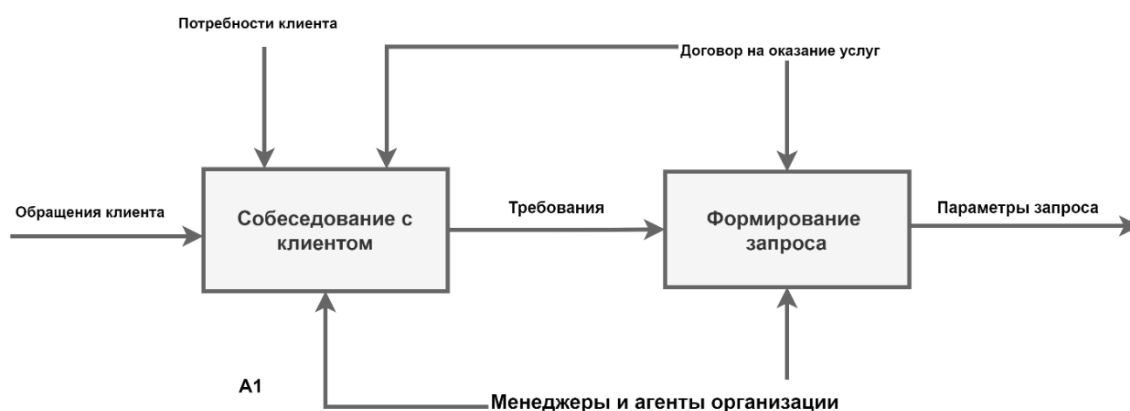 Потребности клиента
Договор на оказание услуг
Обращения клиента
Собеседование с
клиентом
Требования
Формирование
запроса
Параметры запроса
A1
Менеджеры и агенты организации